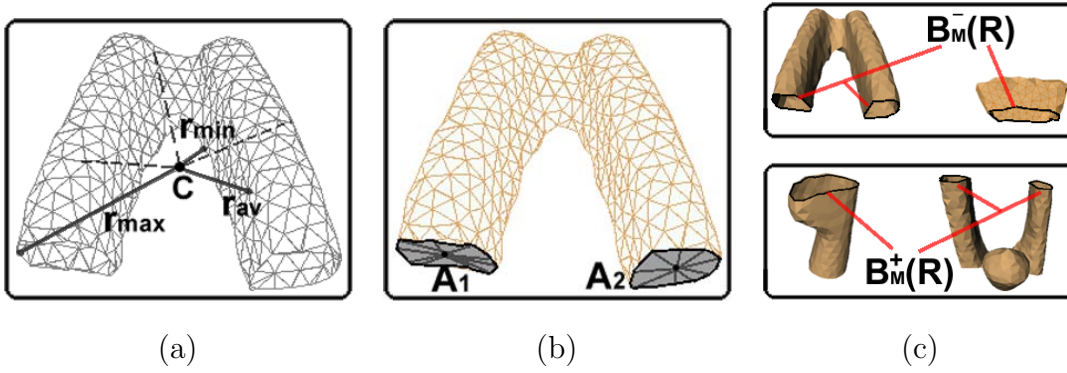 rmin
C
rav
rmax
A1
A2
B⁻M(R)
B⁺M(R)
(a)
(b)
(c)